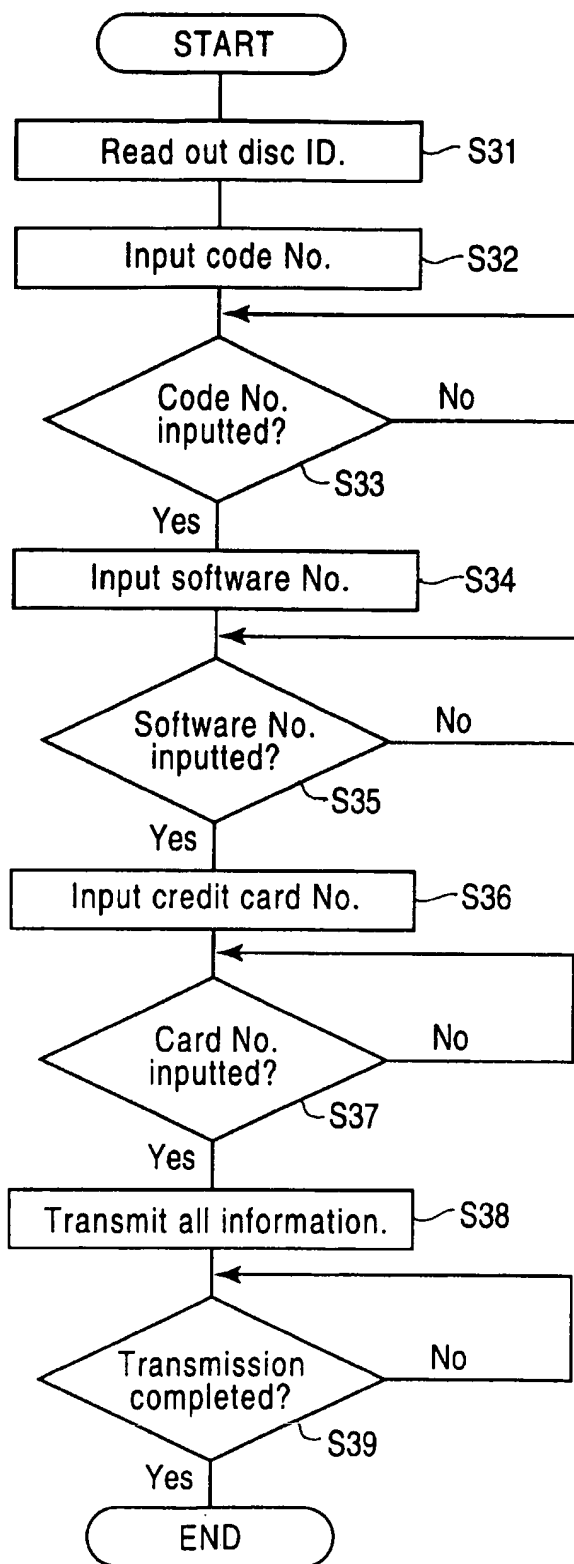 START
Read out disc ID.
S31
Input code No.
S32
Code No.
inputted?
No
S33
Yes
Input software No.
S34
Software No.
inputted?
No
S35
Yes
Input credit card No.
S36
Card No.
inputted?
No
S37
Yes
Transmit all information.
S38
Transmission
completed?
No
S39
Yes
END